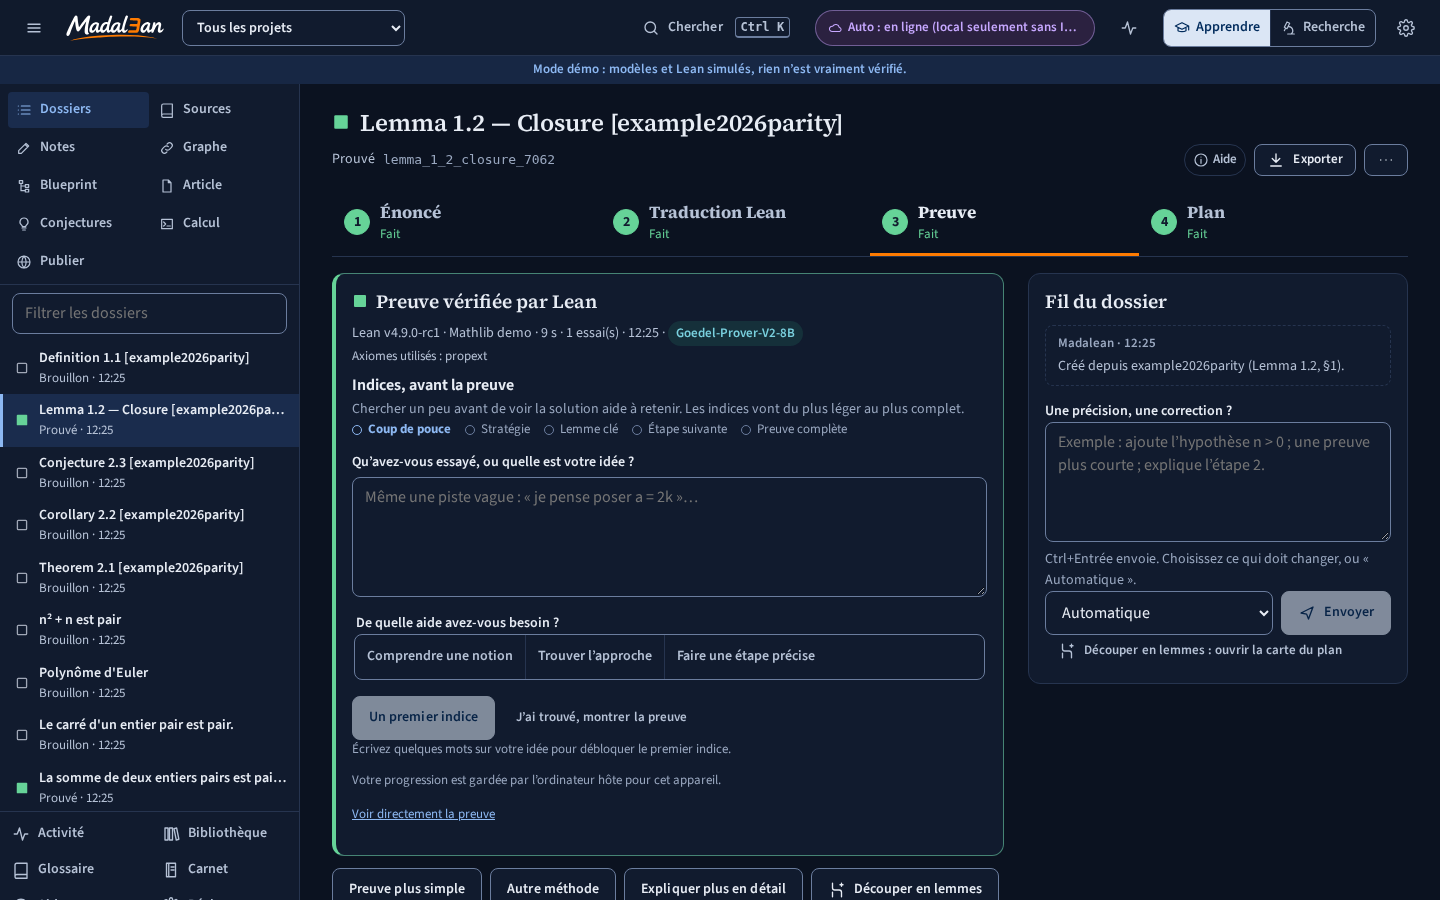 MadalƎan
Tous les projets
Chercher
Ctrl K
Auto : en ligne (local seulement sans I…
Apprendre
Recherche
Mode démo : modèles et Lean simulés, rien n’est vraiment vérifié.
Dossiers
Sources
Notes
Graphe
Blueprint
Article
Conjectures
Calcul
Publier
Filtrer les dossiers
Definition 1.1 [example2026parity]
Brouillon · 12:25
Lemma 1.2 — Closure [example2026pa…
Prouvé · 12:25
Conjecture 2.3 [example2026parity]
Brouillon · 12:25
Corollary 2.2 [example2026parity]
Brouillon · 12:25
Theorem 2.1 [example2026parity]
Brouillon · 12:25
n² + n est pair
Brouillon · 12:25
Polynôme d'Euler
Brouillon · 12:25
Le carré d'un entier pair est pair.
Brouillon · 12:25
La somme de deux entiers pairs est pai…
Prouvé · 12:25
Activité
Bibliothèque
Glossaire
Carnet
Lemma 1.2 — Closure [example2026parity]
Prouvé lemma_1_2_closure_7062
Aide
Exporter
···
1
Énoncé
Fait
2
Traduction Lean
Fait
3
Preuve
Fait
4
Plan
Fait
Preuve vérifiée par Lean
Lean v4.9.0-rc1 · Mathlib demo · 9 s · 1 essai(s) · 12:25 · Goedel-Prover-V2-8B
Axiomes utilisés : propext
Indices, avant la preuve
Chercher un peu avant de voir la solution aide à retenir. Les indices vont du plus léger au plus complet.
Coup de pouce
Stratégie
Lemme clé
Étape suivante
Preuve complète
Qu’avez-vous essayé, ou quelle est votre idée ?
Même une piste vague : « je pense poser a = 2k »…
De quelle aide avez-vous besoin ?
Comprendre une notion
Trouver l’approche
Faire une étape précise
Un premier indice
J’ai trouvé, montrer la preuve
Écrivez quelques mots sur votre idée pour débloquer le premier indice.
Votre progression est gardée par l’ordinateur hôte pour cet appareil.
Voir directement la preuve
Preuve plus simple
Autre méthode
Expliquer plus en détail
Découper en lemmes
Fil du dossier
Madalean · 12:25
Créé depuis example2026parity (Lemma 1.2, §1).
Une précision, une correction ?
Exemple : ajoute l’hypothèse n > 0 ; une preuve
plus courte ; explique l’étape 2.
Ctrl+Entrée envoie. Choisissez ce qui doit changer, ou «
Automatique ».
Automatique
Envoyer
Découper en lemmes : ouvrir la carte du plan